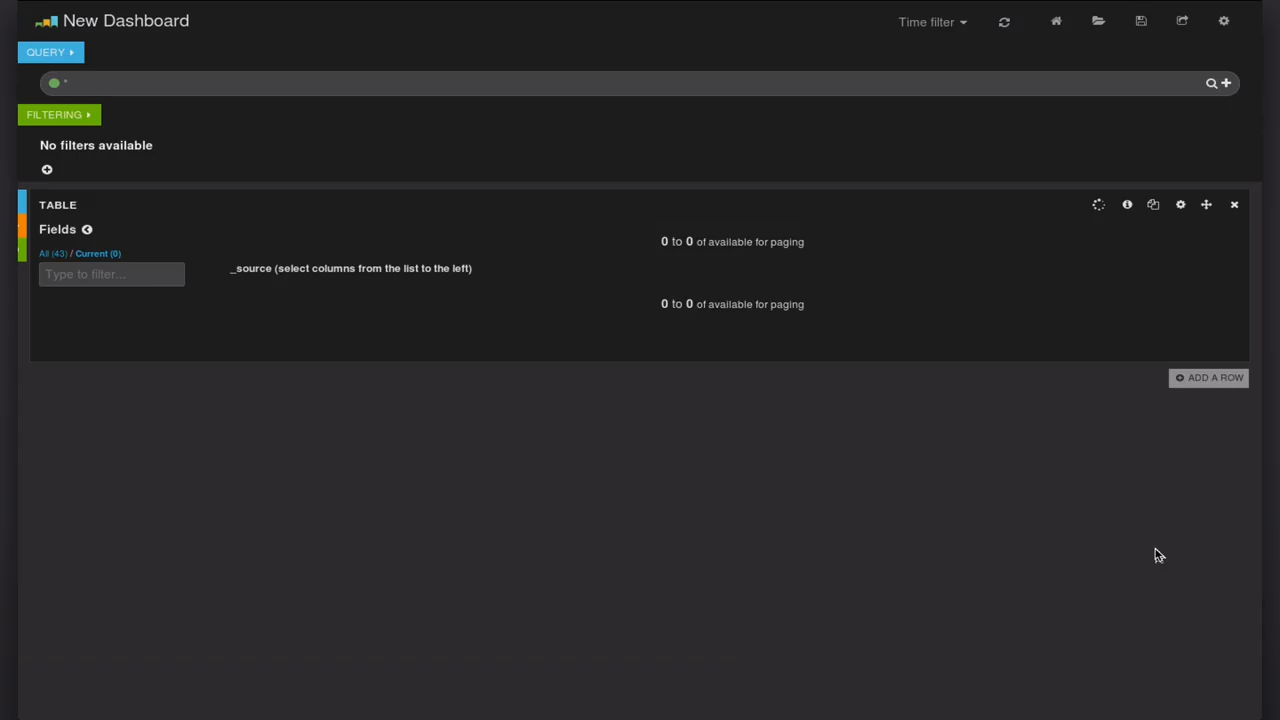 New Dashboard
Time filter
QUERY
*
FILTERING
No filters available
TABLE
Fields
All (43) / Current (0)
Type to filter...
0 to 0 of available for paging
_source (select columns from the list to the left)
0 to 0 of available for paging
ADD A ROW